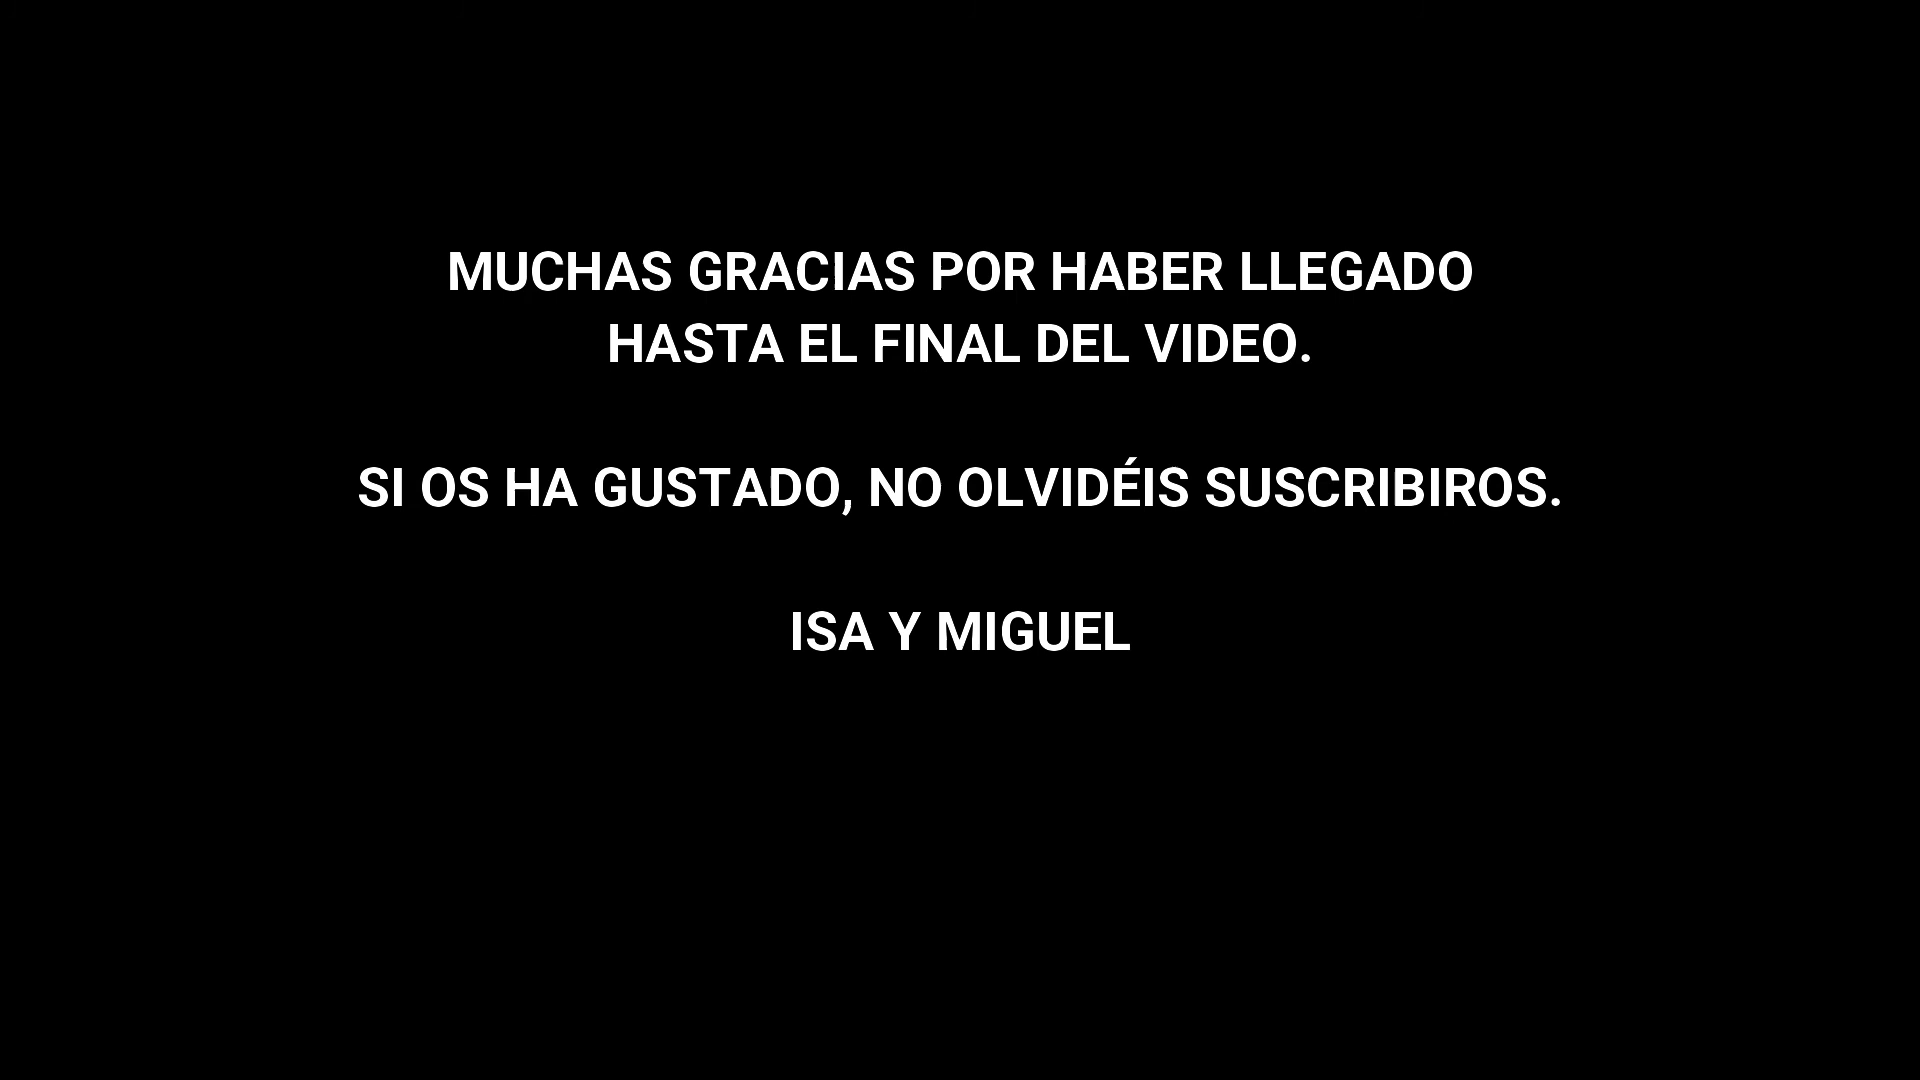 MUCHAS GRACIAS POR HABER LLEGADO
HASTA EL FINAL DEL VIDEO.
SI OS HA GUSTADO, NO OLVIDÉIS SUSCRIBIROS.
ISA Y MIGUEL